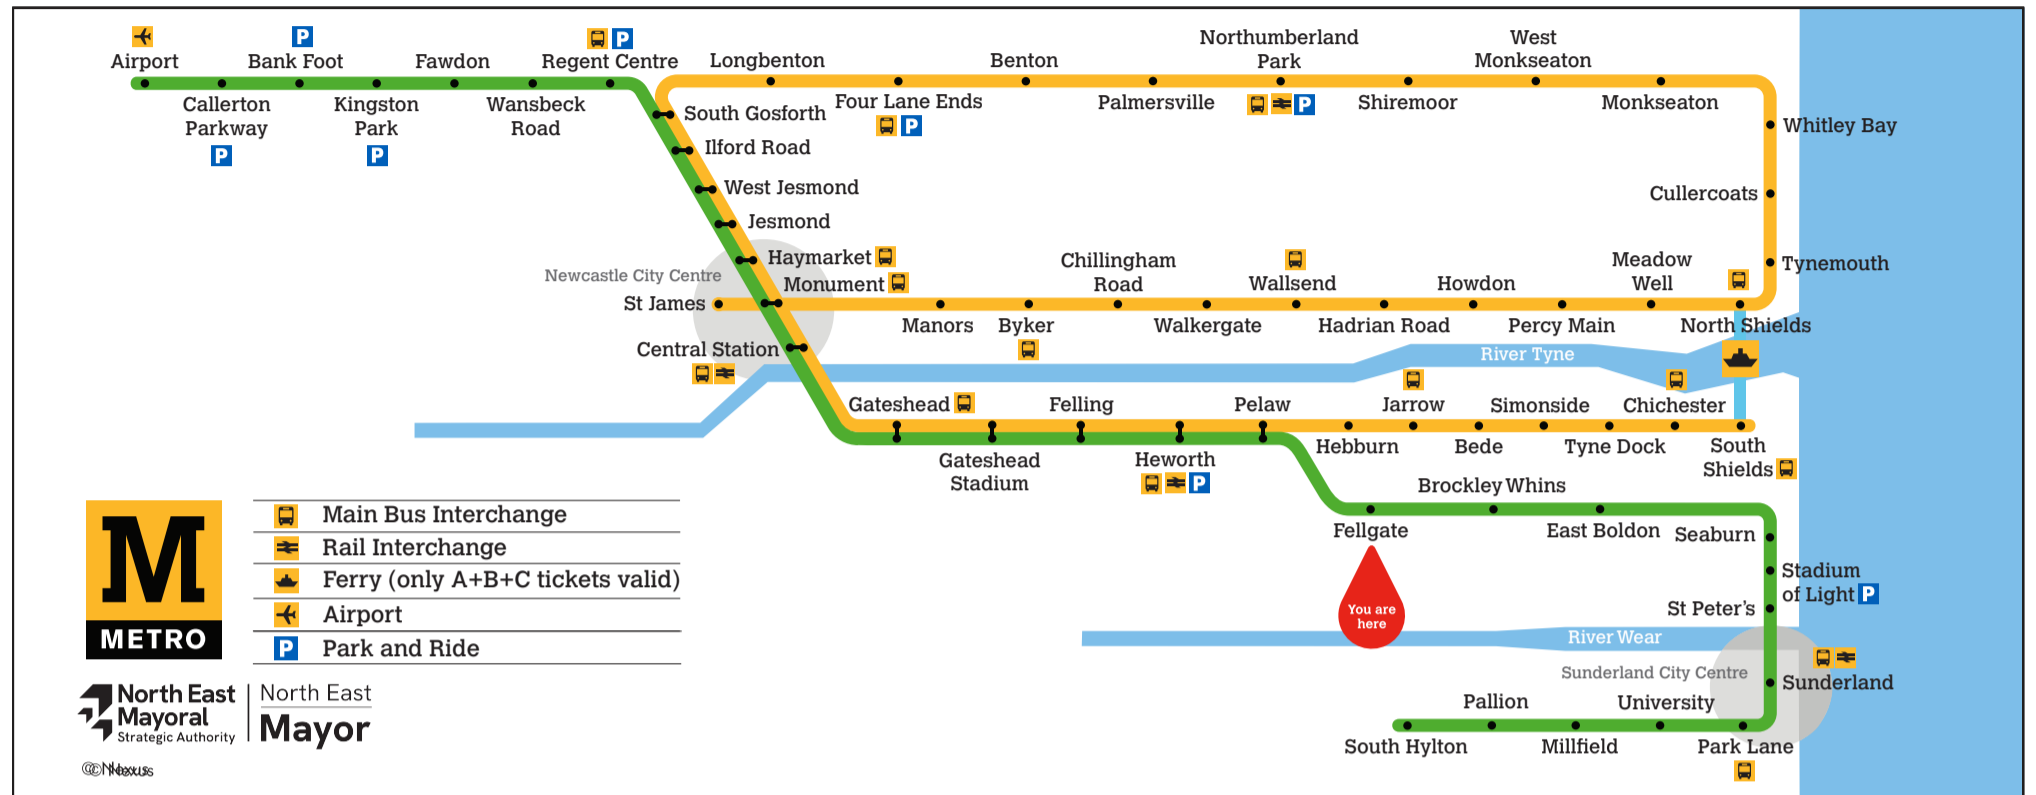 Airport
Callerton
Parkway
P
P
Bank Foot
Kingston
Park
P
Fawdon
Wansbeck
Road
P
Regent Centre
South Gosforth
Ilford Road
West Jesmond
Jesmond
Haymarket
Monument
Newcastle City Centre
St James
Central Station
Longbenton
Four Lane Ends
P
Benton
Palmersville
Northumberland
Park
P
Shiremoor
West
Monkseaton
Monkseaton
Whitley Bay
Cullercoats
Tynemouth
Manors
Byker
Chillingham
Road
Walkergate
Wallsend
Hadrian Road
Howdon
Percy Main
Meadow
Well
North Shields
River Tyne
Gateshead
Gateshead
Stadium
Felling
Heworth
P
Pelaw
Hebburn
Jarrow
Bede
Simonside
Tyne Dock
Chichester
South
Shields
Fellgate
You are
here
Brockley Whins
East Boldon
Seaburn
Stadium
of Light P
St Peter's
River Wear
Sunderland City Centre
Sunderland
Park Lane
University
Millfield
Pallion
South Hylton
M
METRO
Main Bus Interchange
Rail Interchange
Ferry (only A+B+C tickets valid)
Airport
P Park and Ride
North East
Mayoral
Strategic Authority
North East
Mayor
© Nexus